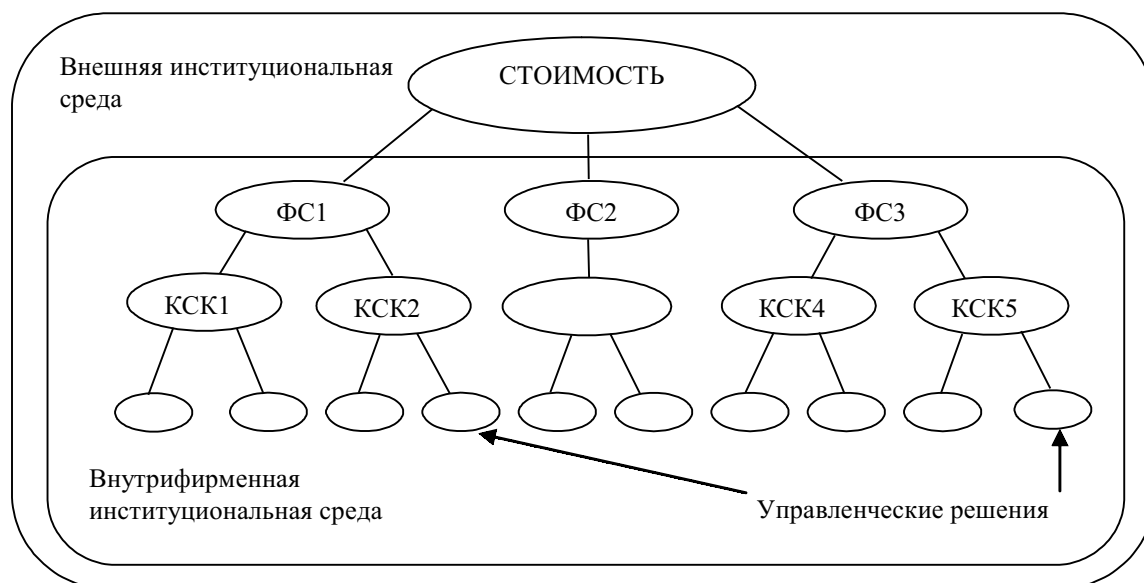 Внешняя институциональная
среда
СТОИМОСТЬ
ФС1
ФС2
ФС3
КСК1
КСК2
КСК4
КСК5
Внутрифирменная
институциональная среда
Управленческие решения